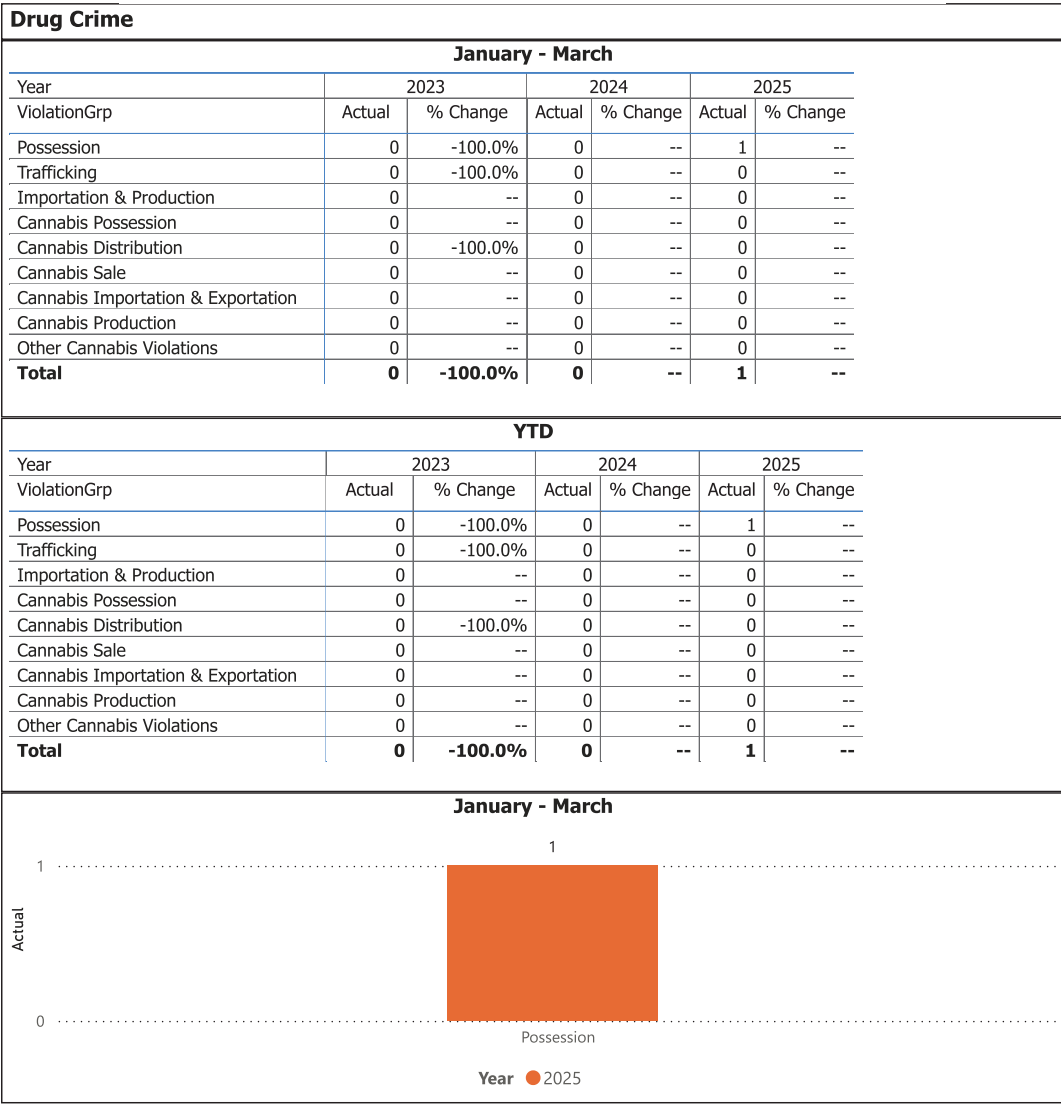 Drug Crime
January - March
Year 2023 2024 2025
ViolationGrp Actual % Change Actual % Change Actual % Change
Possession 0 -100.0% 0 -- 1 --
Trafficking 0 -100.0% 0 -- 0 --
Importation & Production 0 -- 0 -- 0 --
Cannabis Possession 0 -- 0 -- 0 --
Cannabis Distribution 0 -100.0% 0 -- 0 --
Cannabis Sale 0 -- 0 -- 0 --
Cannabis Importation & Exportation 0 -- 0 -- 0 --
Cannabis Production 0 -- 0 -- 0 --
Other Cannabis Violations 0 -- 0 -- 0 --
Total 0 -100.0% 0 -- 1 --
YTD
Year 2023 2024 2025
ViolationGrp Actual % Change Actual % Change Actual % Change
Possession 0 -100.0% 0 -- 1 --
Trafficking 0 -100.0% 0 -- 0 --
Importation & Production 0 -- 0 -- 0 --
Cannabis Possession 0 -- 0 -- 0 --
Cannabis Distribution 0 -100.0% 0 -- 0 --
Cannabis Sale 0 -- 0 -- 0 --
Cannabis Importation & Exportation 0 -- 0 -- 0 --
Cannabis Production 0 -- 0 -- 0 --
Other Cannabis Violations 0 -- 0 -- 0 --
Total 0 -100.0% 0 -- 1 --
January - March
1
1
Actual
0
Possession
Year 2025